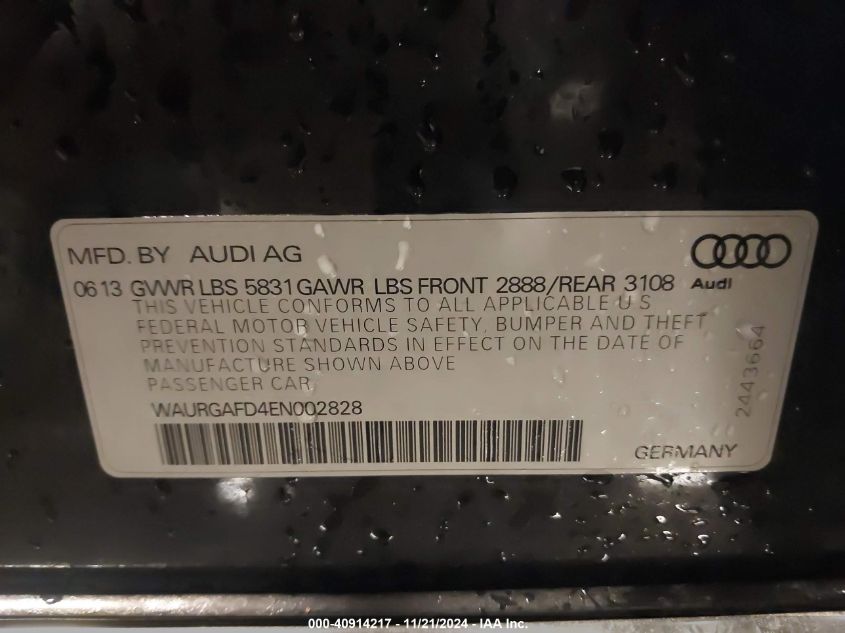 MFD. BY AUDI AG
06 13 GVWR LBS 5831 GAWR LBS FRONT 2888/REAR 3108
Audi
THIS VEHICLE CONFORMS TO ALL APPLICABLE U S
FEDERAL MOTOR VEHICLE SAFETY, BUMPER AND THEFT
PREVENTION STANDARDS IN EFFECT ON THE DATE OF
MANUFACTURE SHOWN ABOVE
PASSENGER CAR
WAURGAFD4EN002828
GERMANY
2443664
000-40914217 - 11/21/2024 - IAA Inc.